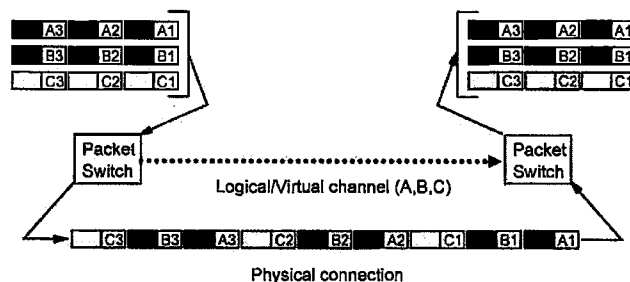 A3 A2 A1 A3 A2 A1
B3 B2 B1 B3 B2 B1
C3 C2 C1 C3 C2 C1
Packet Switch
Packet Switch
Logical/Virtual channel (A,B,C)
C3 B3 A3 C2 B2 A2 C1 B1 A1
Physical connection